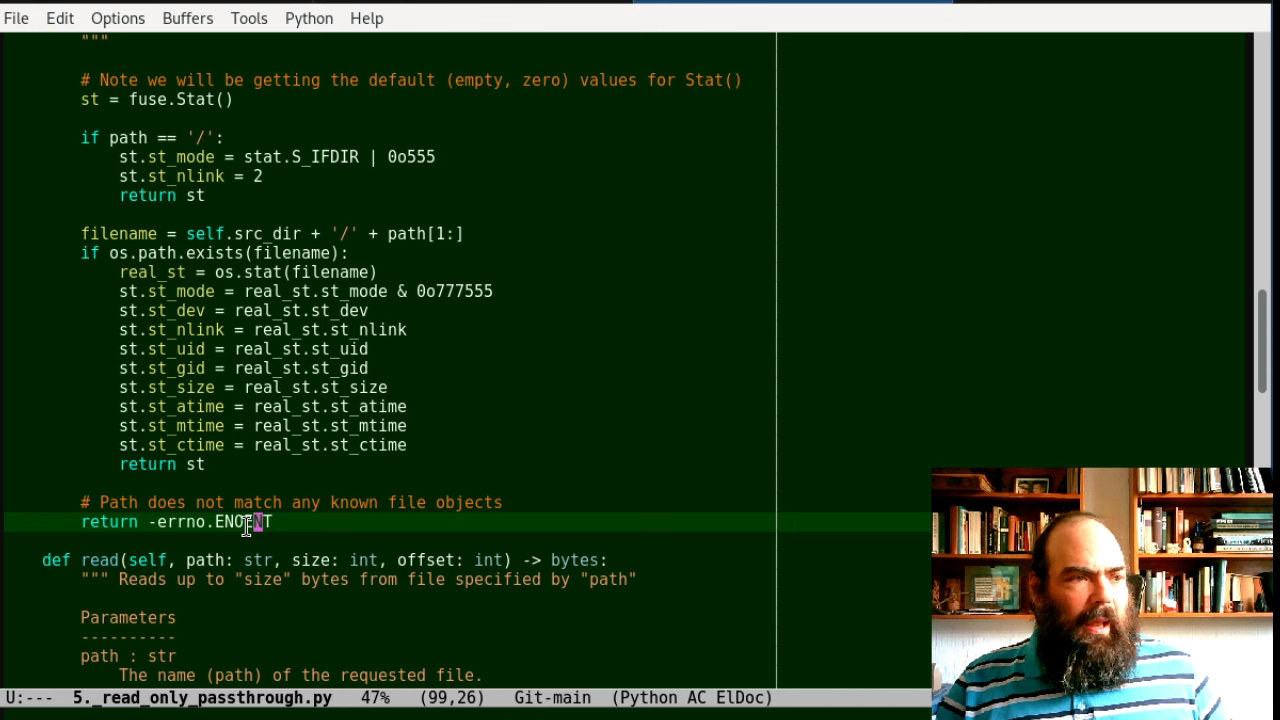 File Edit Options Buffers Tools Python Help
"""
# Note we will be getting the default (empty, zero) values for Stat()
st = fuse.Stat()
if path == '/':
st.st_mode = stat.S_IFDIR | 0o555
st.st_nlink = 2
return st
filename = self.src_dir + '/' + path[1:]
if os.path.exists(filename):
real_st = os.stat(filename)
st.st_mode = real_st.st_mode & 0o777555
st.st_dev = real_st.st_dev
st.st_nlink = real_st.st_nlink
st.st_uid = real_st.st_uid
st.st_gid = real_st.st_gid
st.st_size = real_st.st_size
st.st_atime = real_st.st_atime
st.st_mtime = real_st.st_mtime
st.st_ctime = real_st.st_ctime
return st
# Path does not match any known file objects
return -errno.ENOENT
def read(self, path: str, size: int, offset: int) -> bytes:
""" Reads up to "size" bytes from file specified by "path"
Parameters
----------
path : str
The name (path) of the requested file.
U:--- 5._read_only_passthrough.py 47% (99,26) Git-main (Python AC ElDoc)